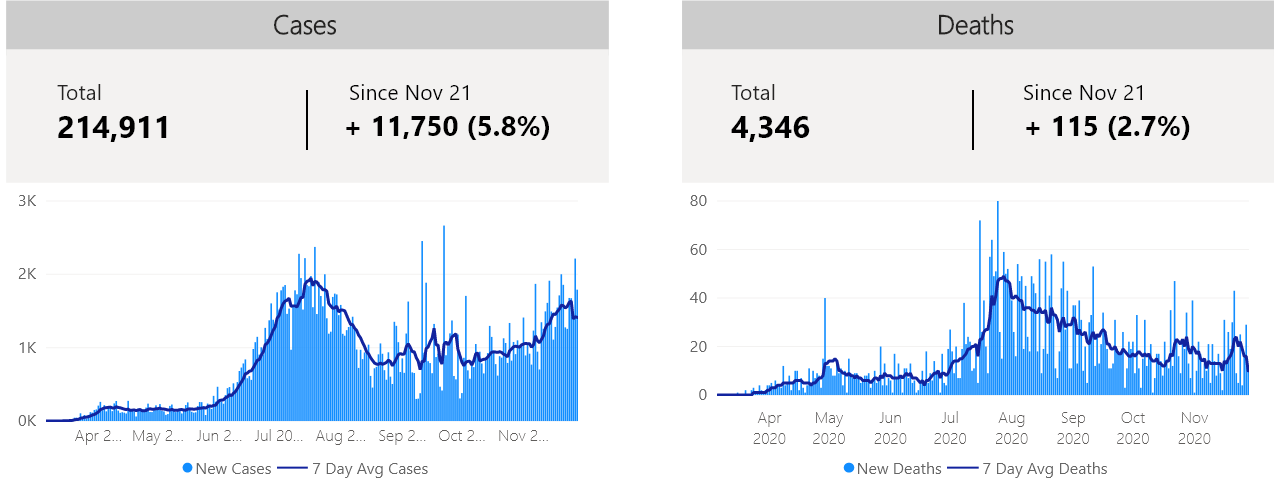 Cases
Total
214,911
Since Nov 21
+ 11,750 (5.8%)
3K
2K
1K
0K
Apr 2... May 2... Jun 2... Jul 20... Aug 2... Sep 2... Oct 2... Nov 2...
New Cases 7 Day Avg Cases
Deaths
Total
4,346
Since Nov 21
+ 115 (2.7%)
80
60
40
20
0
Apr May Jun Jul Aug Sep Oct Nov
2020 2020 2020 2020 2020 2020 2020 2020
New Deaths 7 Day Avg Deaths